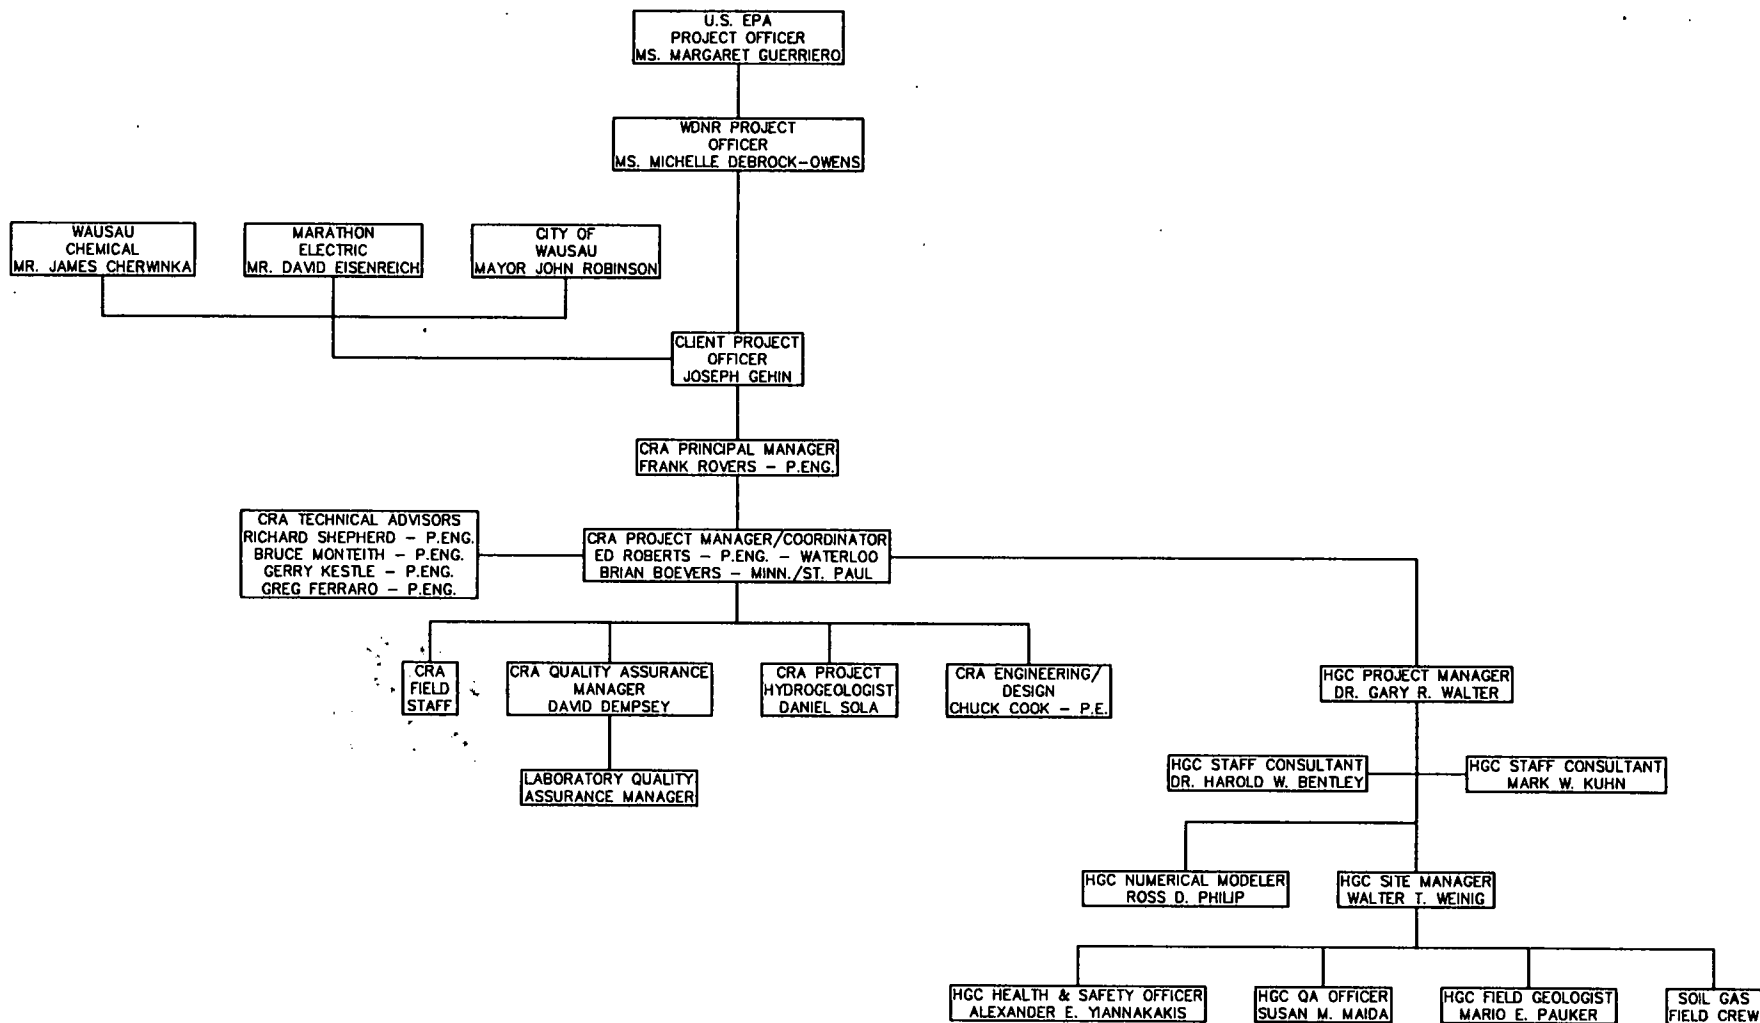 U.S. EPA
PROJECT OFFICER
MS. MARGARET GUERRIERO
WDNR PROJECT
OFFICER
MS. MICHELLE DEBROCK-OWENS
WAUSAU
CHEMICAL
MR. JAMES CHERWINKA
MARATHON
ELECTRIC
MR. DAVID EISENREICH
CITY OF
WAUSAU
MAYOR JOHN ROBINSON
CLIENT PROJECT
OFFICER
JOSEPH GEHIN
CRA PRINCIPAL MANAGER
FRANK ROVERS - P.ENG.
CRA TECHNICAL ADVISORS
RICHARD SHEPHERD - P.ENG.
BRUCE MONTEITH - P.ENG.
GERRY KESTLE - P.ENG.
GREG FERRARO - P.ENG.
CRA PROJECT MANAGER/COORDINATOR
ED ROBERTS - P.ENG. - WATERLOO
BRIAN BOEVERS - MINN./ST. PAUL
CRA
FIELD
STAFF
CRA QUALITY ASSURANCE
MANAGER
DAVID DEMPSEY
CRA PROJECT
HYDROGEOLOGIST
DANIEL SOLA
CRA ENGINEERING/
DESIGN
CHUCK COOK - P.E.
HGC PROJECT MANAGER
DR. GARY R. WALTER
LABORATORY QUALITY
ASSURANCE MANAGER
HGC STAFF CONSULTANT
DR. HAROLD W. BENTLEY
HGC STAFF CONSULTANT
MARK W. KUHN
HGC NUMERICAL MODELER
ROSS D. PHILIP
HGC SITE MANAGER
WALTER T. WEINIG
HGC HEALTH & SAFETY OFFICER
ALEXANDER E. YIANNAKAKIS
HGC QA OFFICER
SUSAN M. MAIDA
HGC FIELD GEOLOGIST
MARIO E. PAUKER
SOIL GAS
FIELD CREW